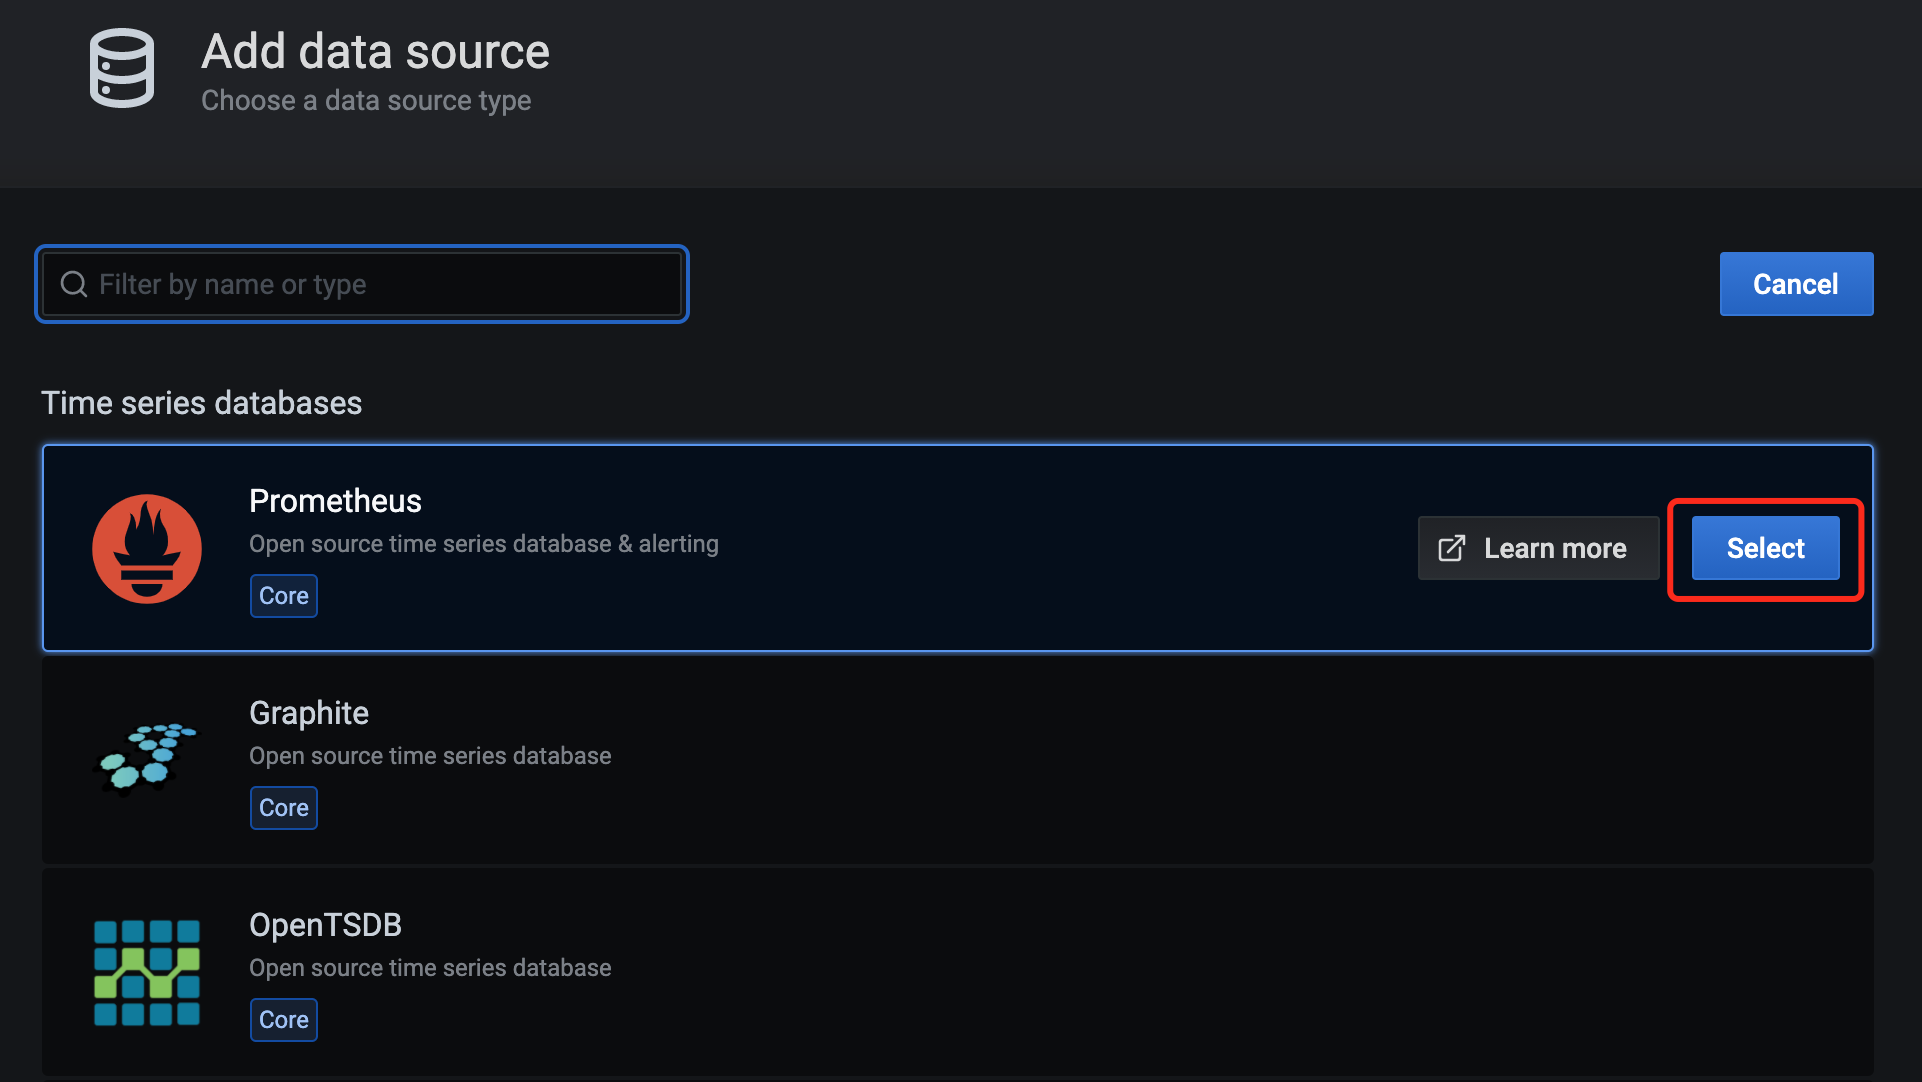 Add data source
Choose a data source type
Filter by name or type
Cancel
Time series databases
Prometheus
Open source time series database & alerting
Core
Learn more
Select
Graphite
Open source time series database
Core
OpenTSDB
Open source time series database
Core